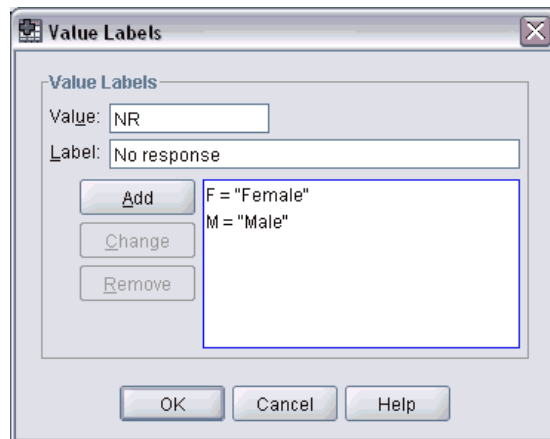 Value Labels
Value Labels
Value: NR
Label: No response
Add
Change
Remove
F = "Female"
M = "Male"
OK Cancel Help